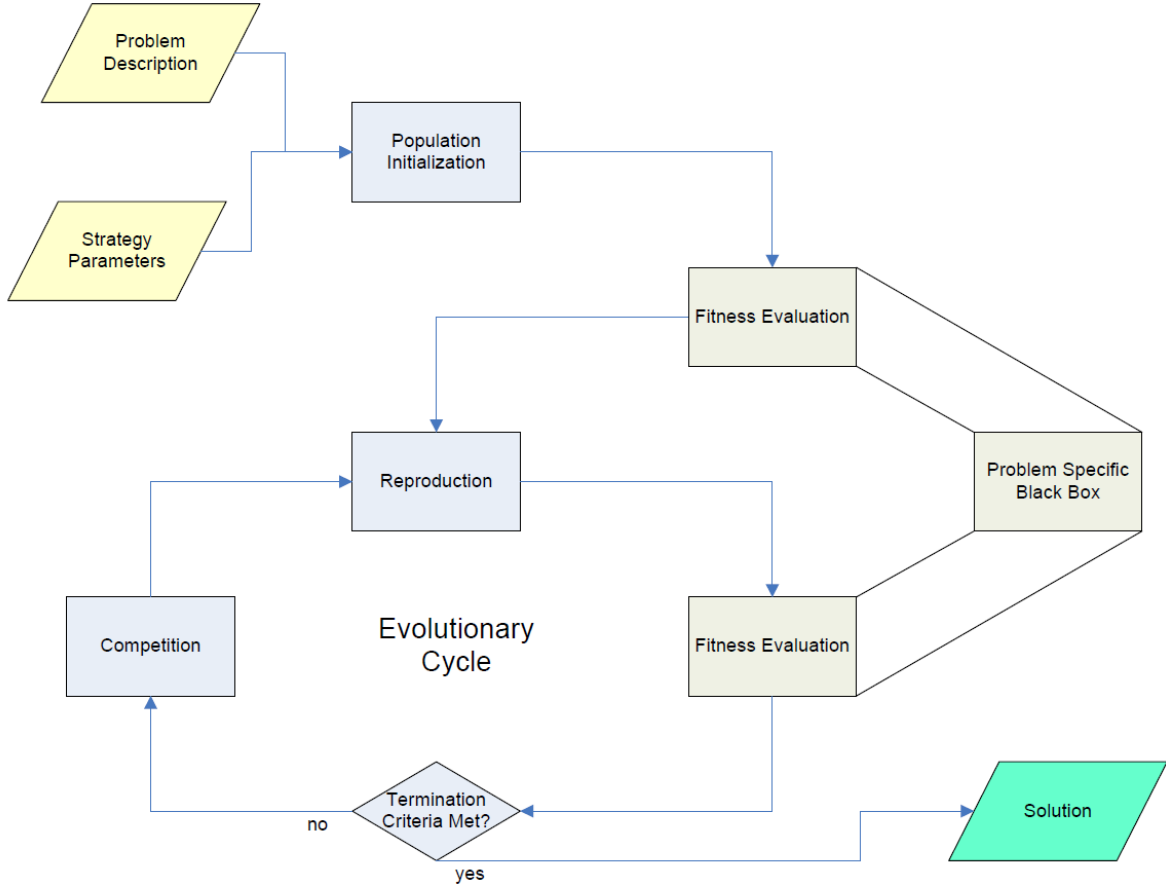 Problem
Description
Population
Initialization
Strategy
Parameters
Fitness Evaluation
Reproduction
Problem Specific
Black Box
Competition
Evolutionary
Cycle
Fitness Evaluation
Termination
Criteria Met?
no
yes
Solution